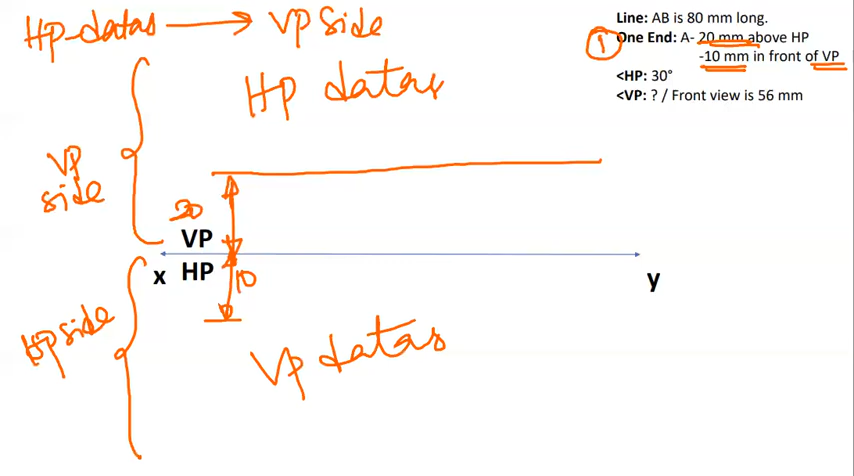 HP-datas → VP side
HP datas
Line: AB is 80 mm long.
One End: A- 20 mm above HP
-10 mm in front of VP
<HP: 30°
<VP: ? / Front view is 56 mm
1
VP
side
20
VP
x HP 10 y
HP side
VP datas